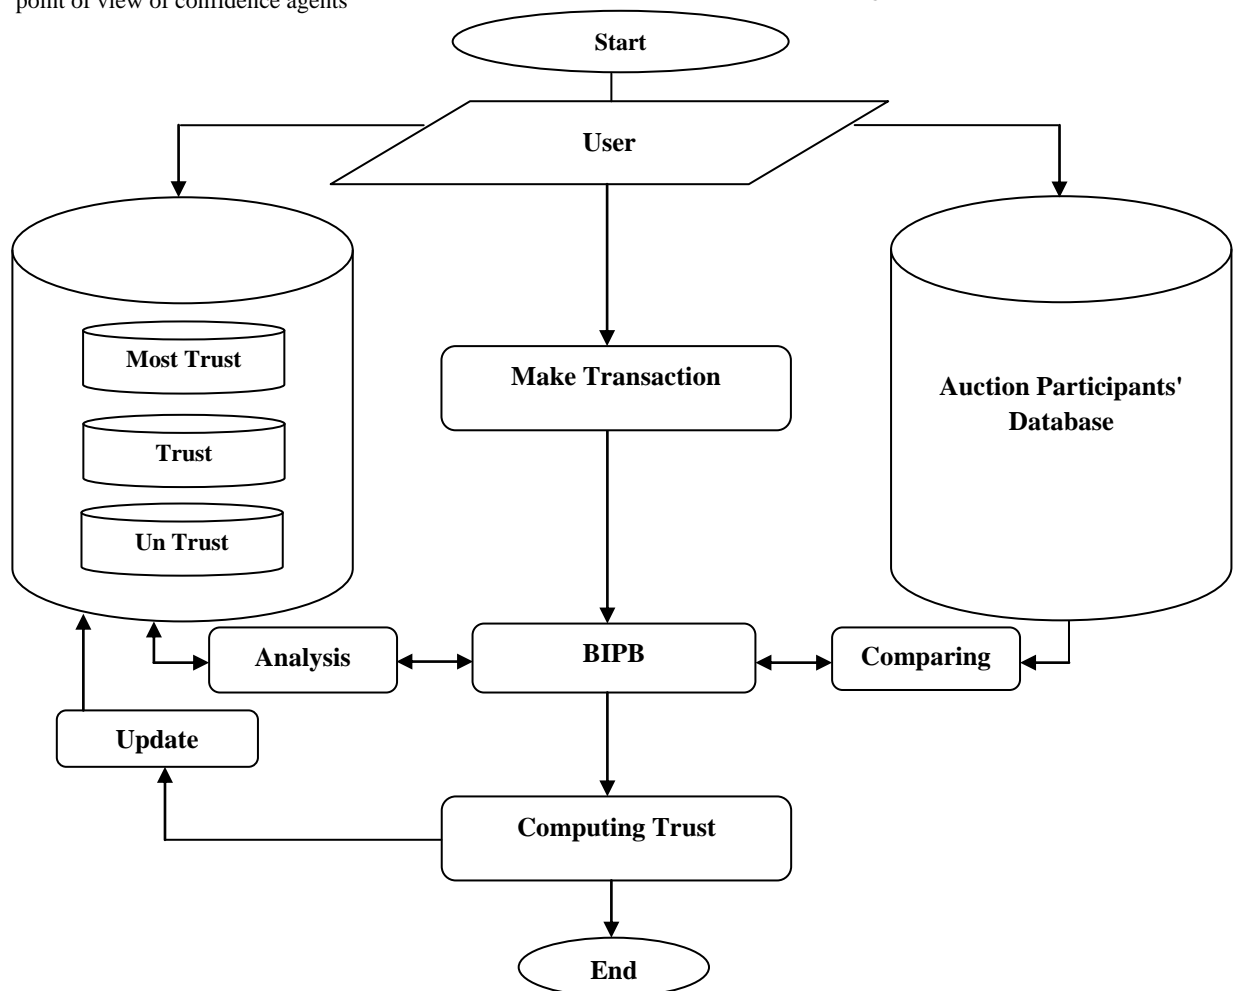 point of view of confidence agents
Start
User
Most Trust
Trust
Un Trust
Make Transaction
Auction Participants'
Database
Analysis
BIPB
Comparing
Update
Computing Trust
End